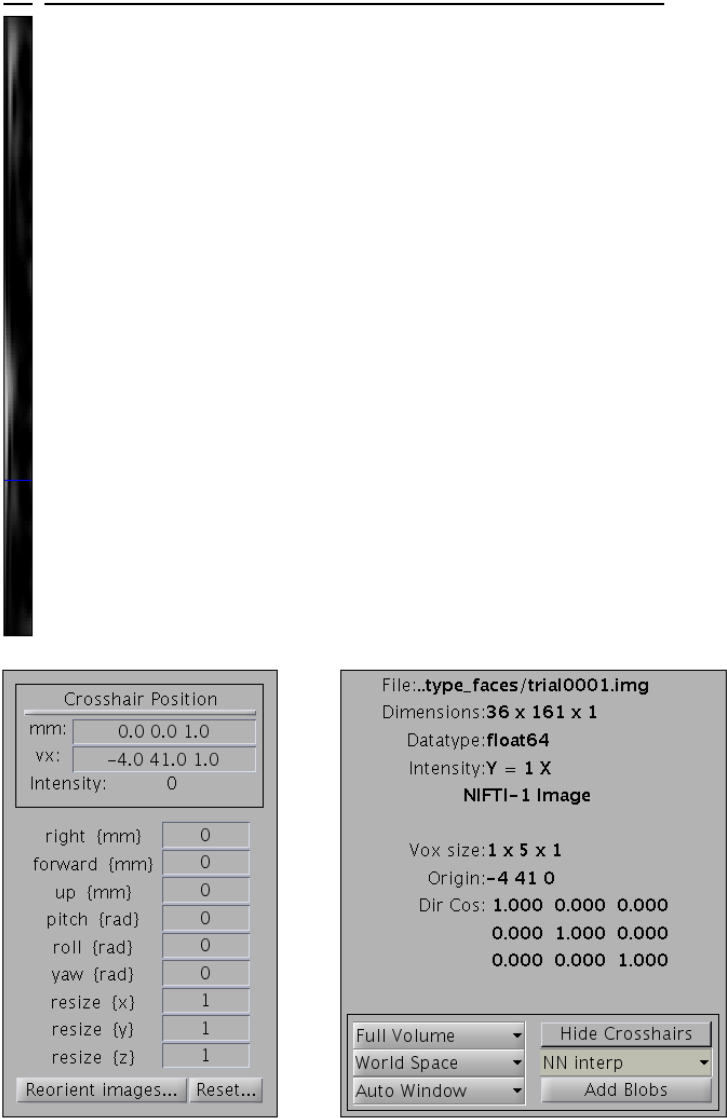 Crosshair Position
mm: 0.0 0.0 1.0
vx: -4.0 41.0 1.0
Intensity: 0
right {mm} 0
forward {mm} 0
up {mm} 0
pitch {rad} 0
roll {rad} 0
yaw {rad} 0
resize {x} 1
resize {y} 1
resize {z} 1
Reorient images... Reset...
File:..type_faces/trial0001.img
Dimensions:36 x 161 x 1
Datatype:float64
Intensity:Y = 1 X
NIFTI-1 Image
Vox size:1 x 5 x 1
Origin:-4 41 0
Dir Cos: 1.000 0.000 0.000
0.000 1.000 0.000
0.000 0.000 1.000
Full Volume Hide Crosshairs
World Space NN interp
Auto Window Add Blobs